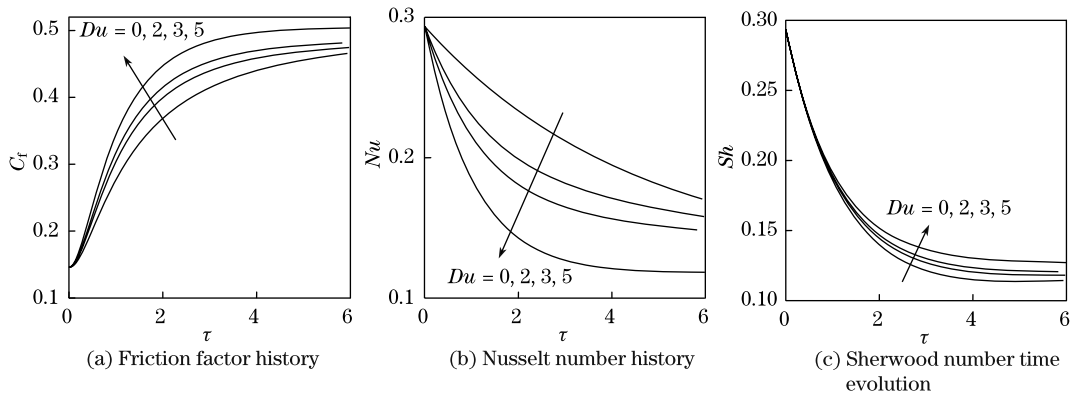 0.5
0.4
0.3
0.2
0.1
C_f
Du = 0, 2, 3, 5
0 2 4 6
τ
(a) Friction factor history
0.3
0.2
0.1
Nu
Du = 0, 2, 3, 5
0 2 4 6
τ
(b) Nusselt number history
0.30
0.25
0.20
0.15
0.10
Sh
Du = 0, 2, 3, 5
0 2 4 6
τ
(c) Sherwood number time
evolution